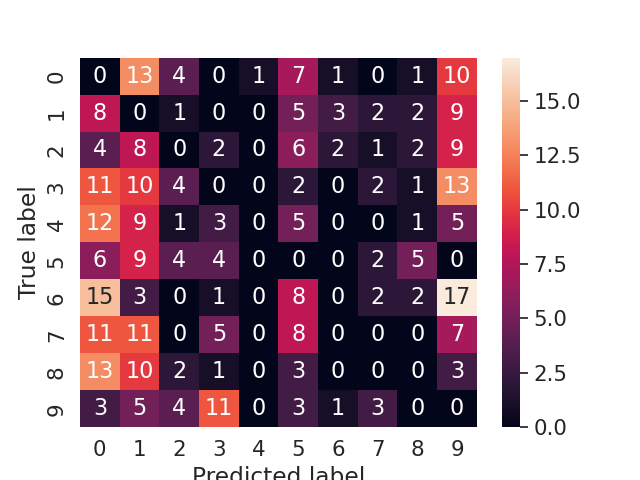 0 0 13 4 0 1 7 1 0 1 10
1 8 0 1 0 0 5 3 2 2 9
2 4 8 0 2 0 6 2 1 2 9
3 11 10 4 0 0 2 0 2 1 13
4 12 9 1 3 0 5 0 0 1 5
5 6 9 4 4 0 0 0 2 5 0
6 15 3 0 1 0 8 0 2 2 17
7 11 11 0 5 0 8 0 0 0 7
8 13 10 2 1 0 3 0 0 0 3
9 3 5 4 11 0 3 1 3 0 0
0 1 2 3 4 5 6 7 8 9
Predicted label
True label
15.0
12.5
10.0
7.5
5.0
2.5
0.0